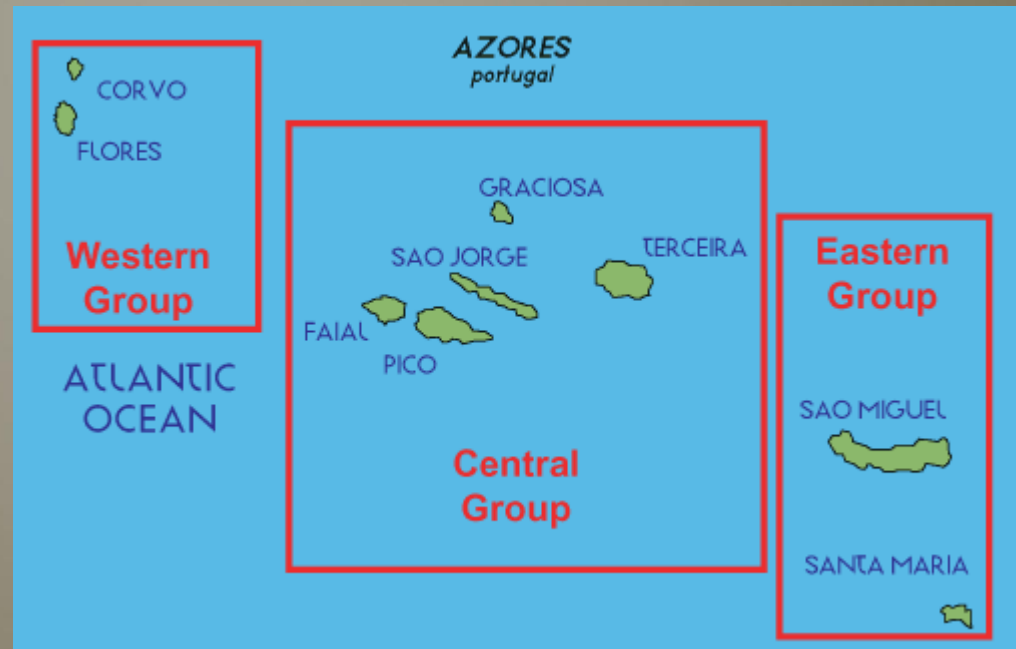 AZORES
portugal
CORVO
FLORES
Western
Group
ATLANTIC
OCEAN
GRACIOSA
SAO JORGE
TERCEIRA
FAIAL
PICO
Central
Group
Eastern
Group
SAO MIGUEL
SANTA MARIA